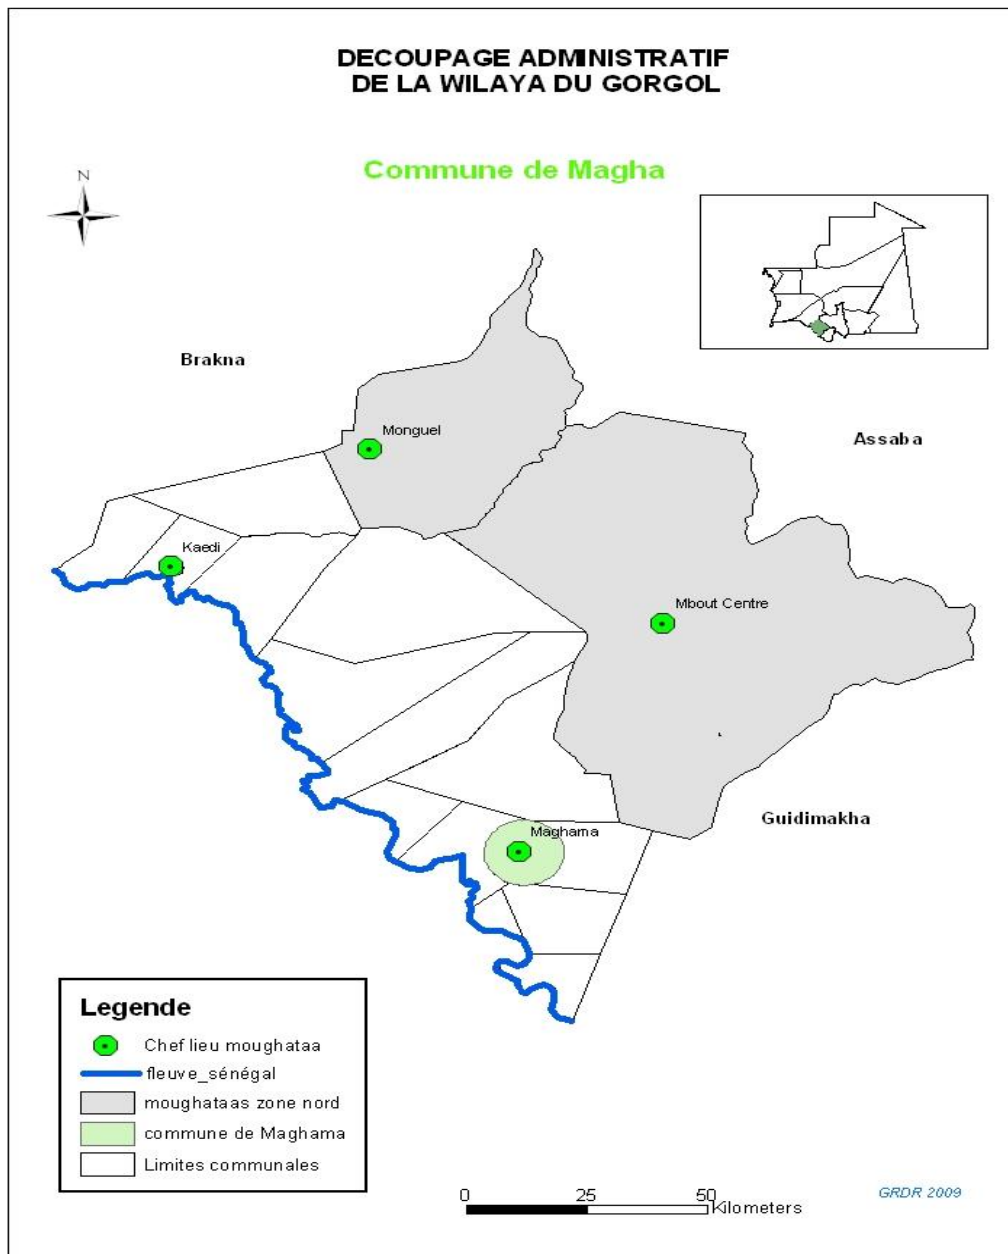 DECOUPAGE ADMINISTRATIF
DE LA WILAYA DU GORGOL
Commune de Magha
N
Brakna
Monguel
Assaba
Kaedi
Mbout Centre
Guidimakha
Maghama
Legende
Chef lieu moughataa
fleuve_sénégal
moughataas zone nord
commune de Maghama
Limites communales
0 25 50
Kilometers
GRDR 2009